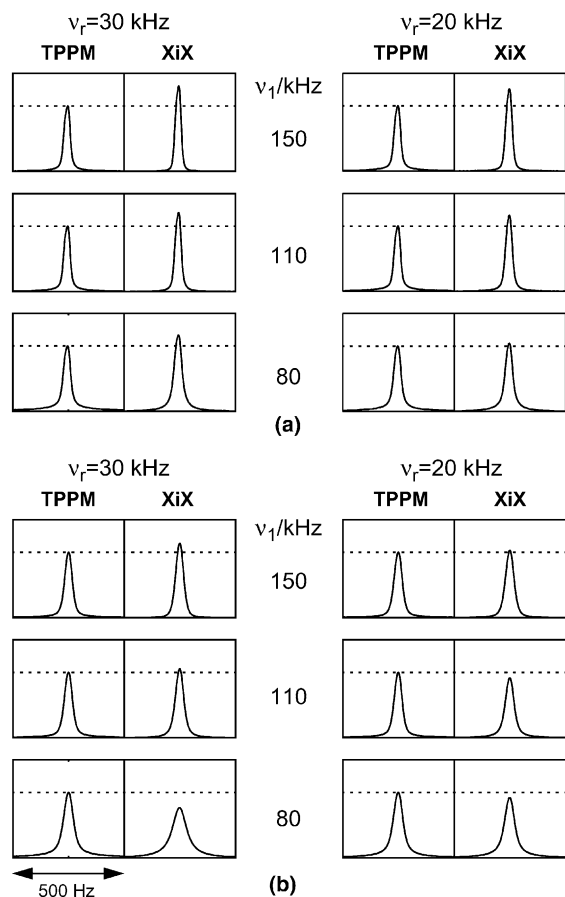 νr=30 kHz νr=20 kHz
TPPM XiX TPPM XiX
ν1/kHz
150
110
80
(a)
νr=30 kHz νr=20 kHz
TPPM XiX TPPM XiX
ν1/kHz
150
110
80
500 Hz
(b)